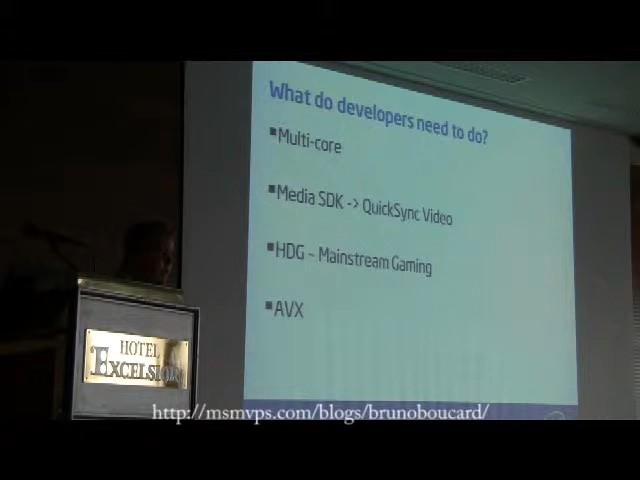 What do developers need to do?
▪Multi-core
▪Media SDK -> QuickSync Video
▪HDG – Mainstream Gaming
▪AVX
HOTEL
EXCELSIOR
http://msmvps.com/blogs/brunoboucard/